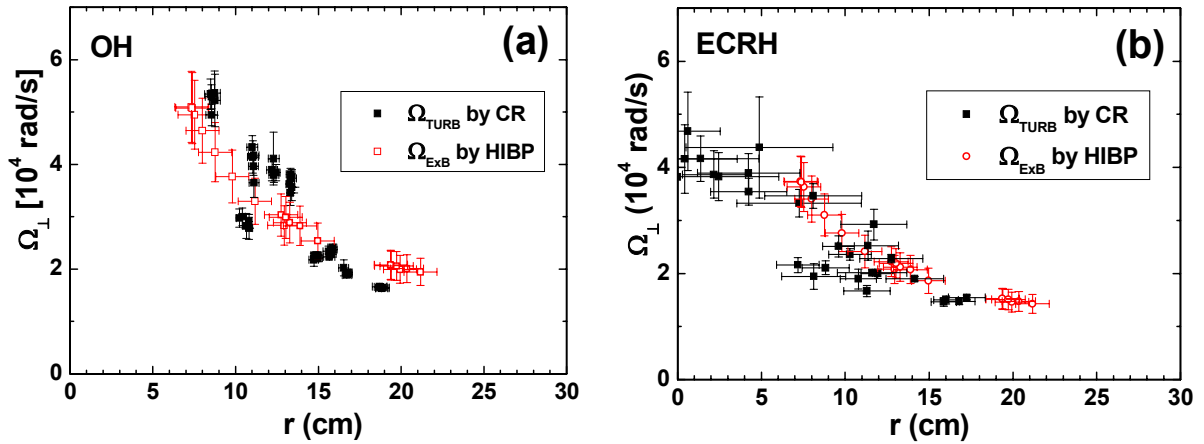 OH
(a)
Ω_TURB by CR
Ω_ExB by HIBP
Ω⊥ [10⁴ rad/s]
6
4
2
0
0 5 10 15 20 25 30
r (cm)
ECRH
(b)
Ω_TURB by CR
Ω_ExB by HIBP
Ω⊥ (10⁴ rad/s)
6
4
2
0
0 5 10 15 20 25 30
r (cm)